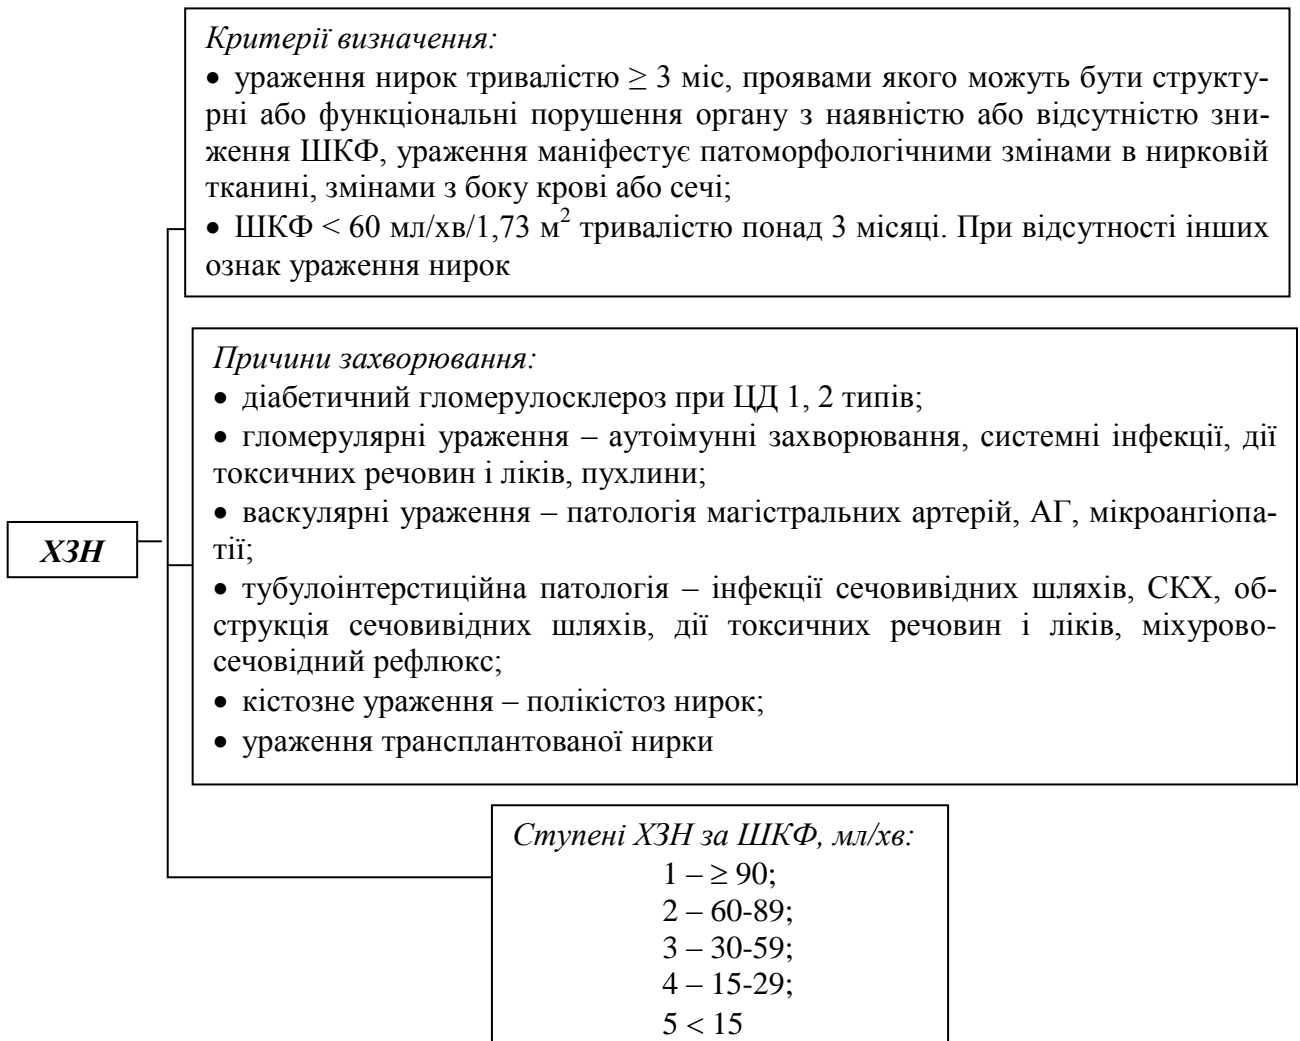 Критерії визначення:
• ураження нирок тривалістю ≥ 3 міс, проявами якого можуть бути структу-
рні або функціональні порушення органу з наявністю або відсутністю зни-
ження ШКФ, ураження маніфестує патоморфологічними змінами в нирковій
тканині, змінами з боку крові або сечі;
• ШКФ < 60 мл/хв/1,73 м² тривалістю понад 3 місяці. При відсутності інших
ознак ураження нирок
Причини захворювання:
• діабетичний гломерулосклероз при ЦД 1, 2 типів;
• гломерулярні ураження – аутоімунні захворювання, системні інфекції, дії
токсичних речовин і ліків, пухлини;
• васкулярні ураження – патологія магістральних артерій, АГ, мікроангіопа-
тії;
• тубулоінтерстиційна патологія – інфекції сечовивідних шляхів, СКХ, об-
струкція сечовивідних шляхів, дії токсичних речовин і ліків, міхурово-
сечовідний рефлюкс;
• кістозне ураження – полікістоз нирок;
• ураження трансплантованої нирки
ХЗН
Ступені ХЗН за ШКФ, мл/хв:
1 – ≥ 90;
2 – 60-89;
3 – 30-59;
4 – 15-29;
5 < 15